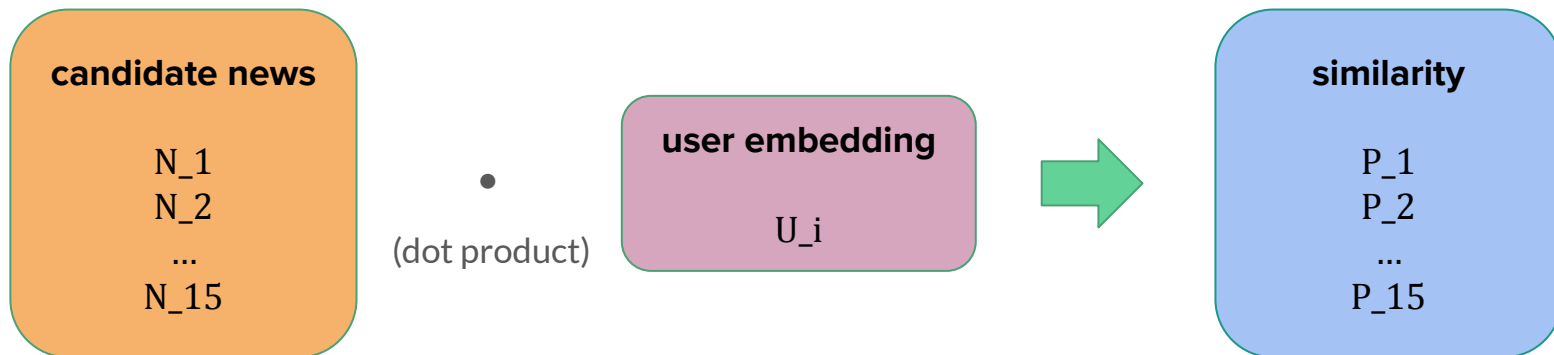 candidate news
N_1
N_2
...
N_15
•
(dot product)
user embedding
U_i
similarity
P_1
P_2
...
P_15